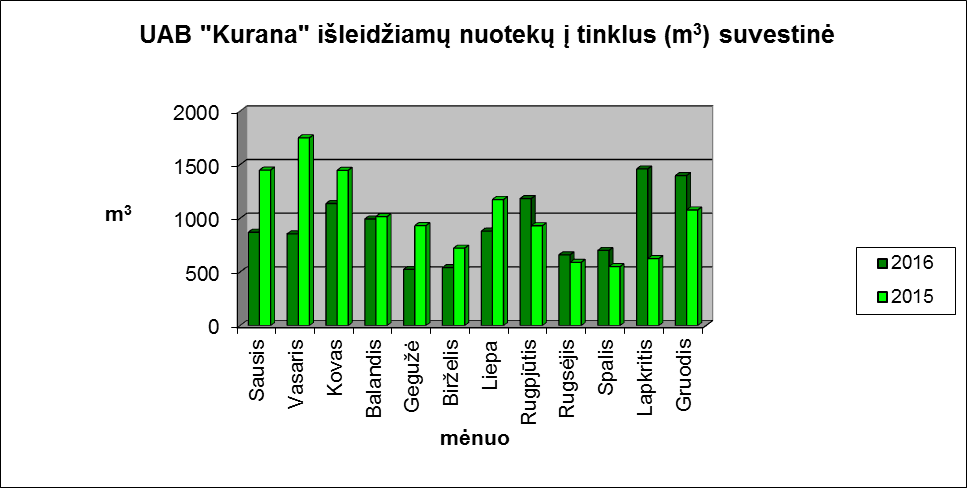 UAB "Kurana" išleidžiamų nuotekų į tinklus (m³) suvestinė
2000
1500
1000
500
0
m³
Sausis
Vasaris
Kovas
Balandis
Gegužė
Birželis
Liepa
Rugpjūtis
Rugsėjis
Spalis
Lapkritis
Gruodis
mėnuo
2016
2015